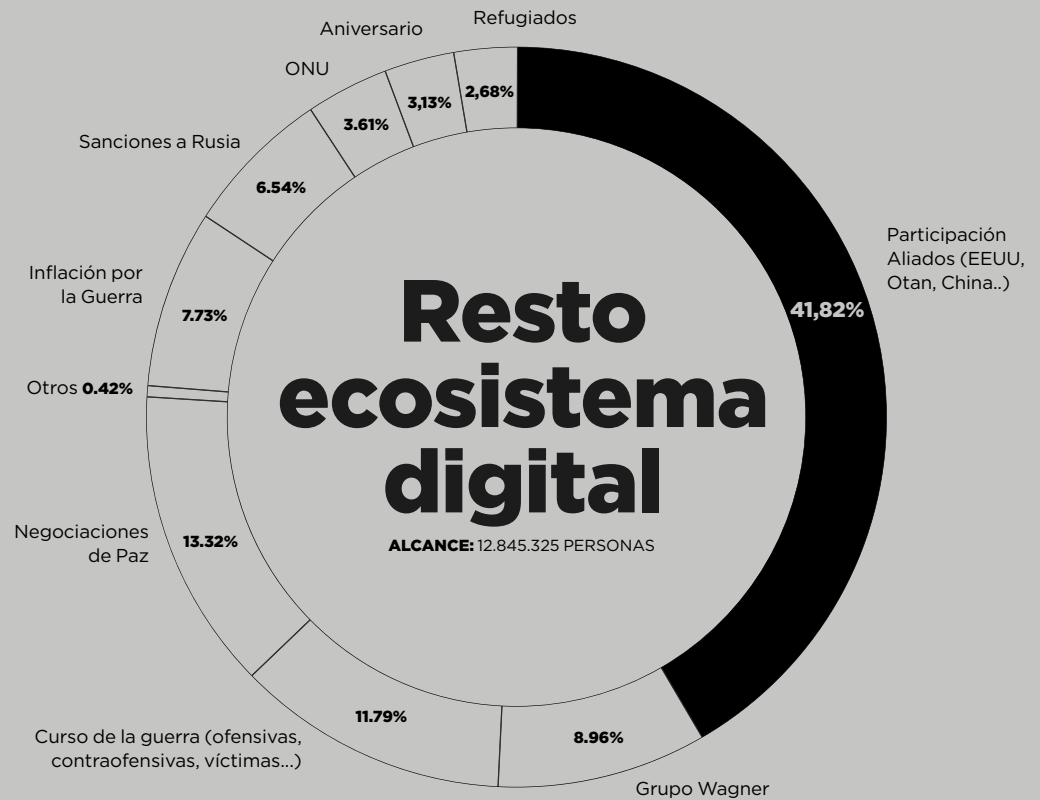 Refugiados
Aniversario
ONU
2,68%
3,13%
3.61%
Sanciones a Rusia
6.54%
Participación
Aliados (EEUU,
Otan, China..)
41,82%
Inflación por
la Guerra
7.73%
Otros 0.42%
Resto
ecosistema
digital
ALCANCE: 12.845.325 PERSONAS
Negociaciones
de Paz
13.32%
11.79%
Curso de la guerra (ofensivas,
contraofensivas, víctimas...)
8.96%
Grupo Wagner